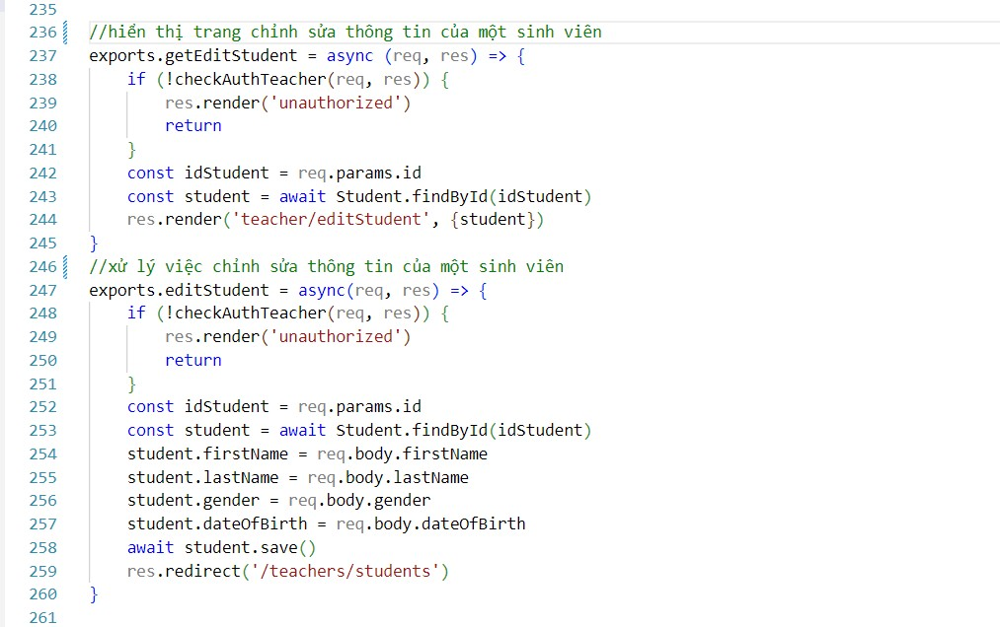 235
236 //hiển thị trang chỉnh sửa thông tin của một sinh viên
237 exports.getEditStudent = async (req, res) => {
238     if (!checkAuthTeacher(req, res)) {
239         res.render('unauthorized')
240         return
241     }
242     const idStudent = req.params.id
243     const student = await Student.findById(idStudent)
244     res.render('teacher/editStudent', {student})
245 }
246 //xử lý việc chỉnh sửa thông tin của một sinh viên
247 exports.editStudent = async(req, res) => {
248     if (!checkAuthTeacher(req, res)) {
249         res.render('unauthorized')
250         return
251     }
252     const idStudent = req.params.id
253     const student = await Student.findById(idStudent)
254     student.firstName = req.body.firstName
255     student.lastName = req.body.lastName
256     student.gender = req.body.gender
257     student.dateOfBirth = req.body.dateOfBirth
258     await student.save()
259     res.redirect('/teachers/students')
260 }
261